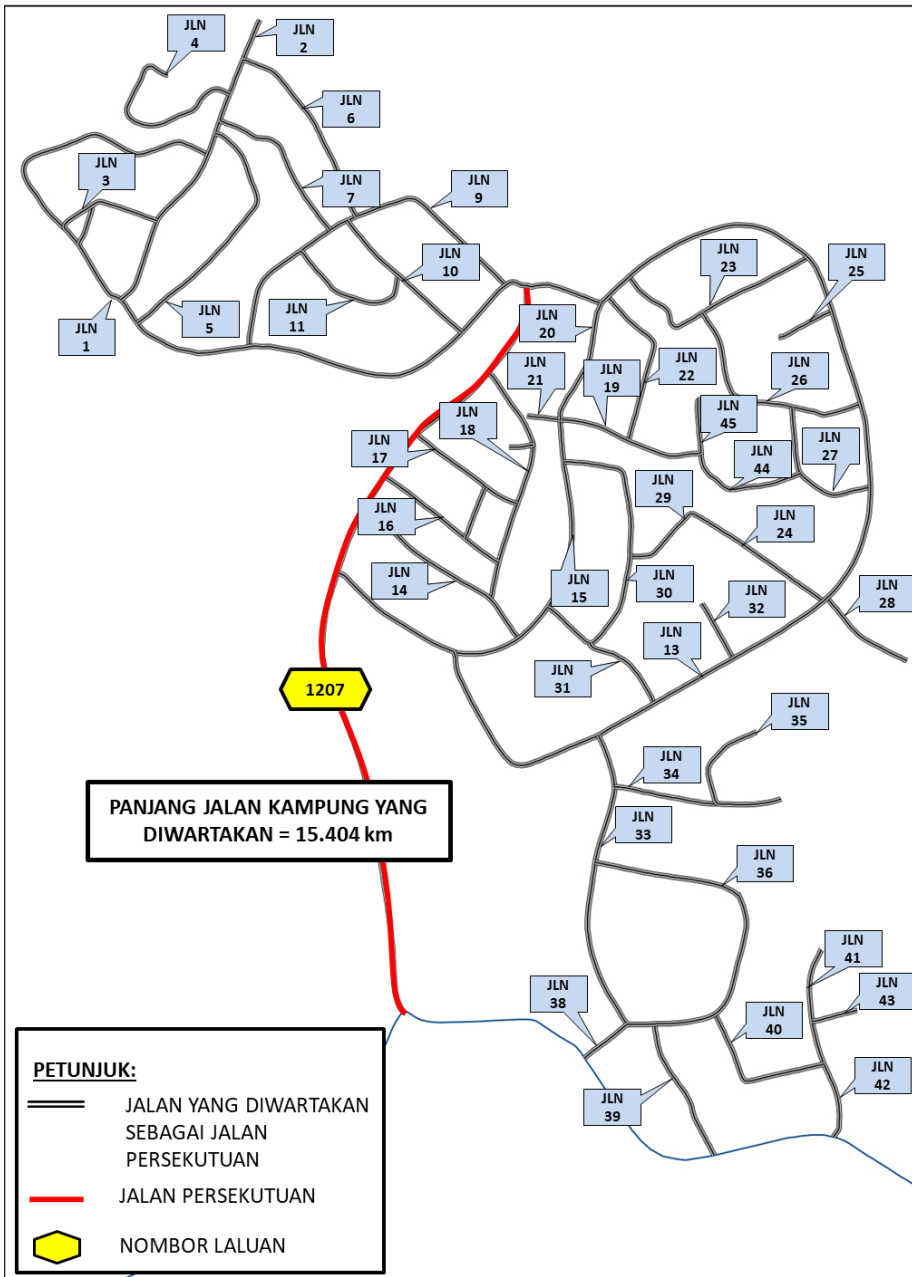 JLN
4
JLN
2
JLN
6
JLN
3
JLN
7
JLN
9
JLN
10
JLN
11
JLN
5
JLN
1
JLN
23
JLN
25
JLN
20
JLN
21
JLN
19
JLN
22
JLN
26
JLN
45
JLN
18
JLN
17
JLN
44
JLN
27
JLN
29
JLN
24
JLN
16
JLN
14
JLN
15
JLN
30
JLN
32
JLN
28
JLN
13
JLN
31
1207
JLN
35
JLN
34
PANJANG JALAN KAMPUNG YANG
DIWARTAKAN = 15.404 km
JLN
33
JLN
36
JLN
41
JLN
43
JLN
38
JLN
40
JLN
42
JLN
39
PETUNJUK:
JALAN YANG DIWARTAKAN
SEBAGAI JALAN
PERSEKUTUAN
JALAN PERSEKUTUAN
NOMBOR LALUAN